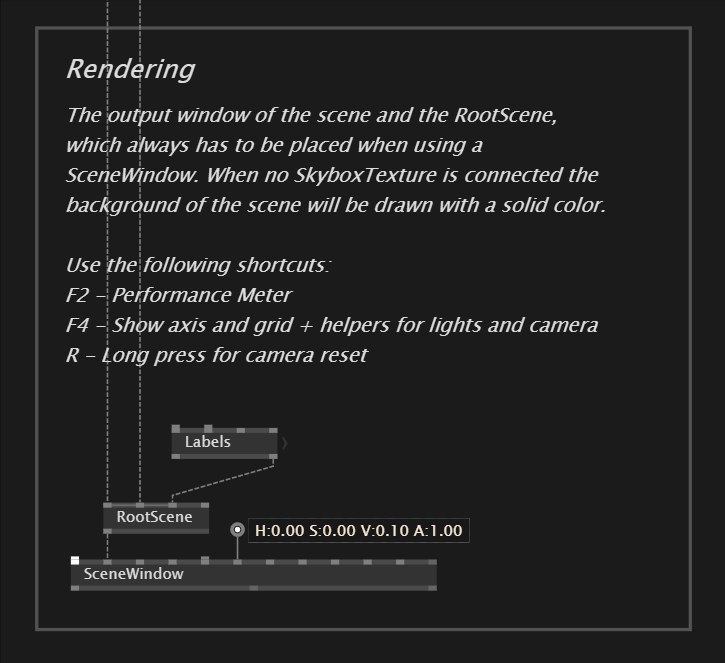 Rendering
The output window of the scene and the RootScene,
which always has to be placed when using a
SceneWindow. When no SkyboxTexture is connected the
background of the scene will be drawn with a solid color.
Use the following shortcuts:
F2 - Performance Meter
F4 - Show axis and grid + helpers for lights and camera
R - Long press for camera reset
Labels
RootScene
H:0.00 S:0.00 V:0.10 A:1.00
SceneWindow